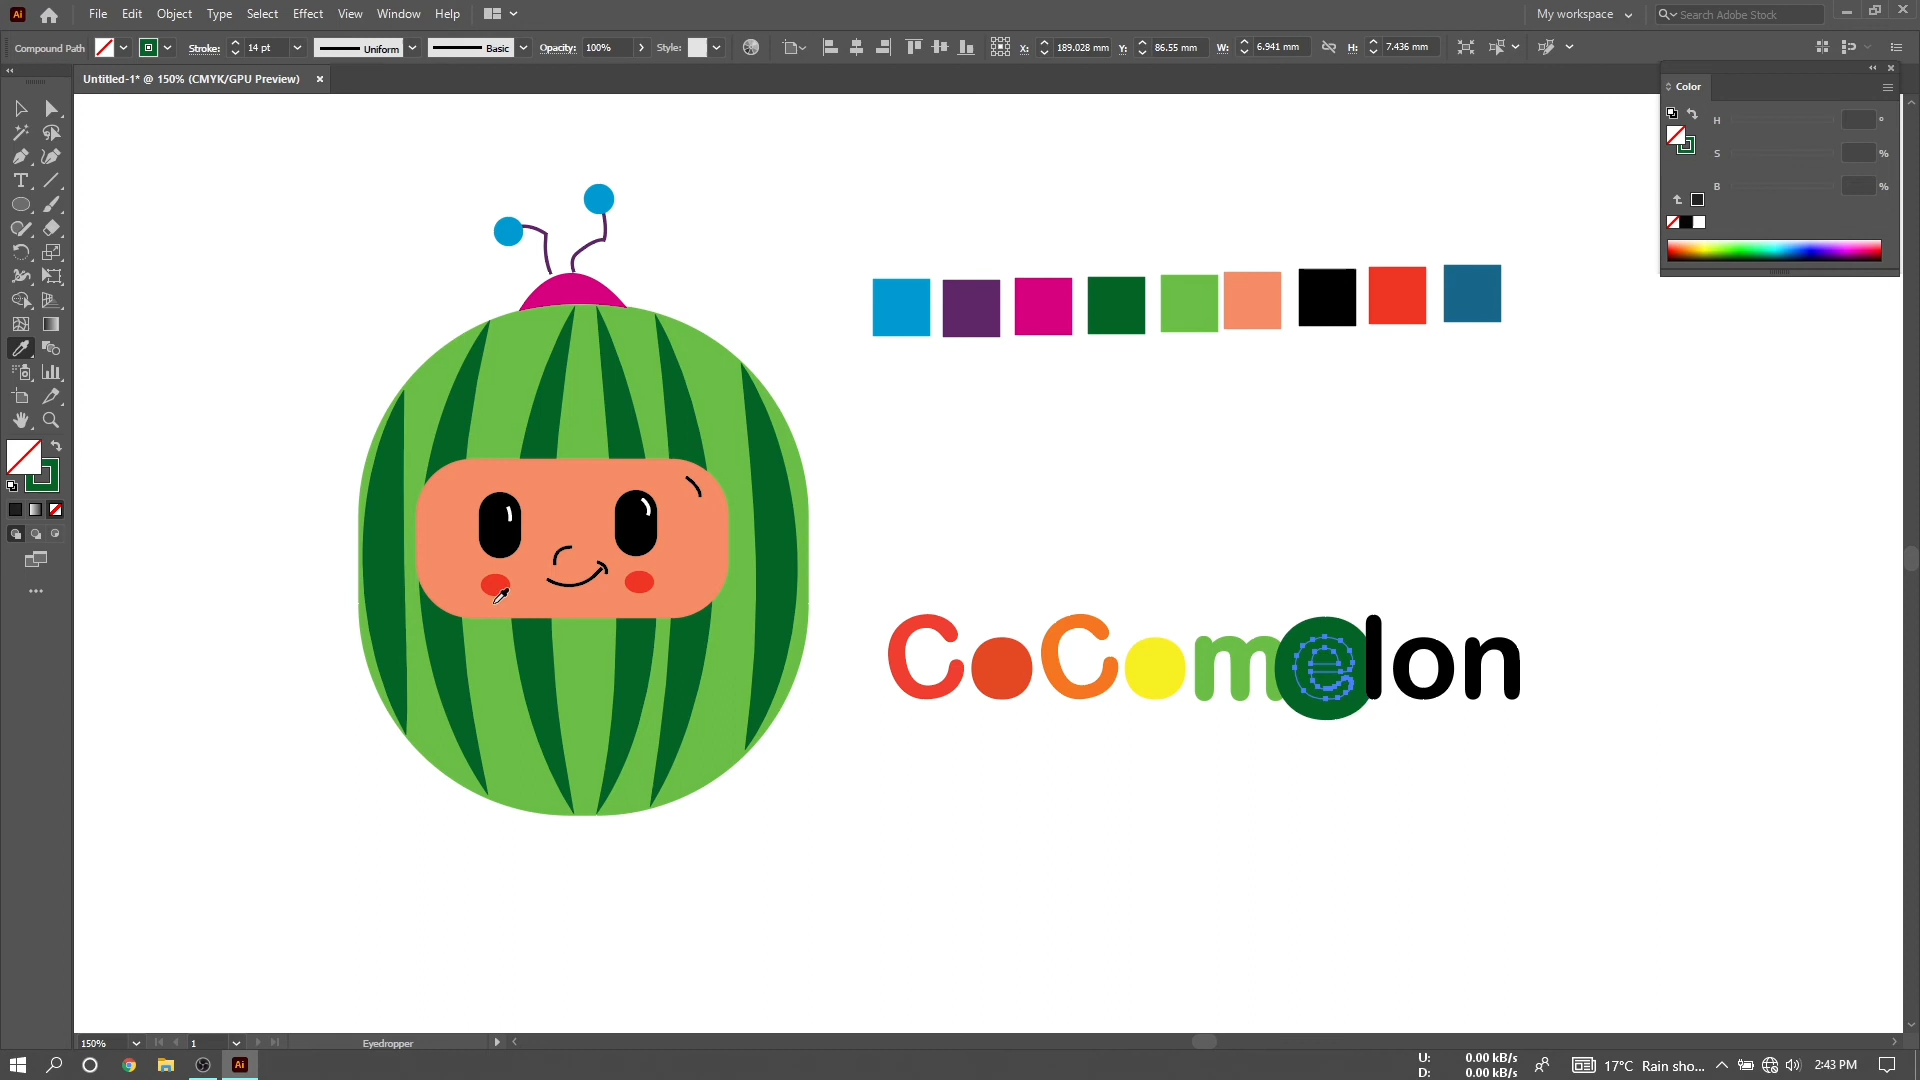 Ai File Edit Object Type Select Effect View Window Help My workspace Search Adobe Stock
Compound Path Stroke: 14 pt Uniform Basic Opacity: 100% Style: X: 189.028 mm Y: 86.55 mm W: 6.941 mm H: 7.436 mm
Untitled-1* @ 150% (CMYK/GPU Preview)
Color
H °
S %
B %
CoComelon
150% 1 Eyedropper
Ai U: 0.00 kB/s 17°C Rain sho... 2:43 PM
D: 0.00 kB/s